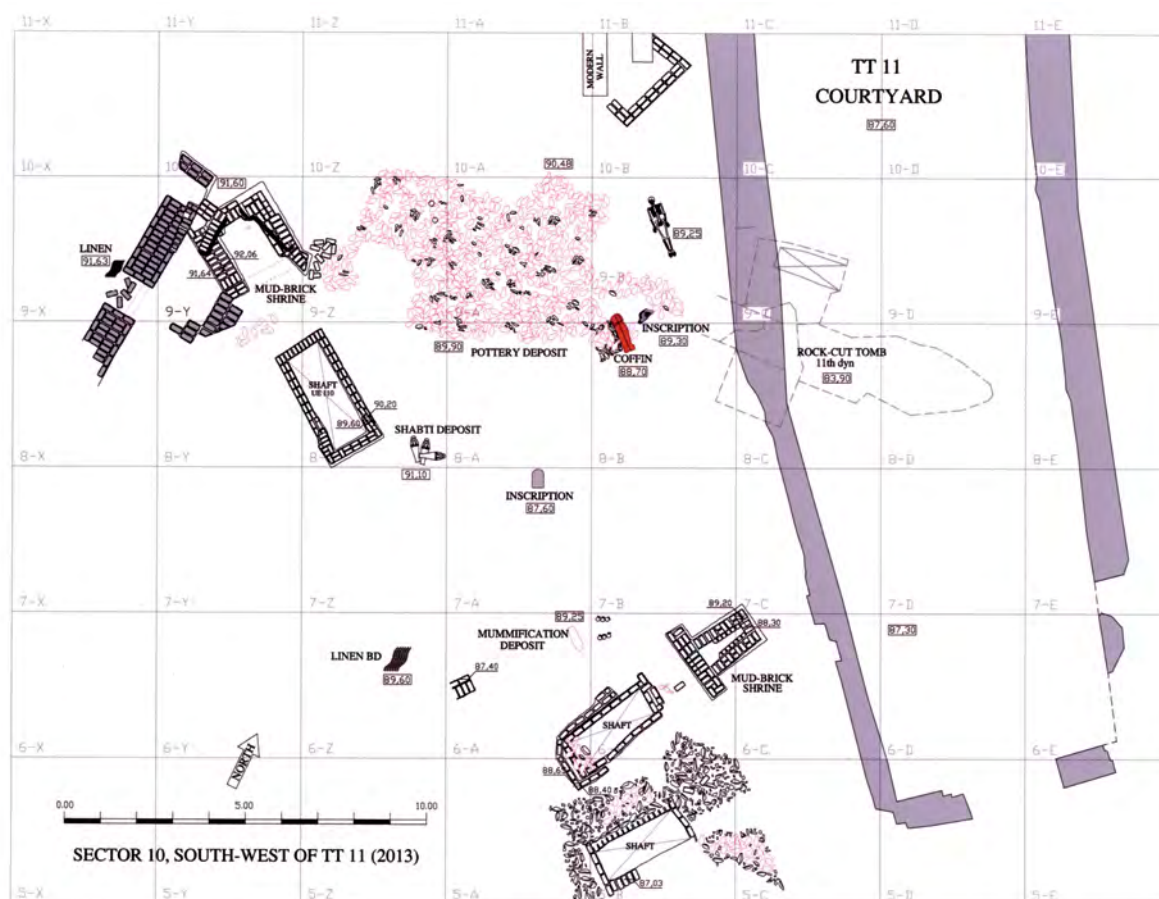 11-X
11-Y
11-Z
11-A
11-B
11-C
11-D
11-E
MODERN
WALL
TT 11
COURTYARD
87,60
10-X
10-Z
10-A
90,48
10-B
10-C
10-D
10-E
91,60
LINEN
91,63
92,06
91,64
MUD-BRICK
SHRINE
89,25
9-B
9-X
9-Y
9-Z
9-A
INSCRIPTION
89,30
89,90
POTTERY DEPOSIT
COFFIN
88,70
ROCK-CUT TOMB
11th dyn
83,90
SHAFT
UE 110
90,20
89,60
SHABTI DEPOSIT
8-X
8-Y
8-A
8-B
8-C
8-D
8-E
91,10
INSCRIPTION
87,60
7-X
7-Y
7-Z
7-A
89,25
7-B
89,20
7-C
7-D
7-E
88,30
87,30
MUMMIFICATION
DEPOSIT
LINEN BD
89,60
87,40
MUD-BRICK
SHRINE
SHAFT
6-X
6-Y
6-Z
6-A
6-C
6-D
6-E
NORTH
88,40
0.00
5.00
10.00
SHAFT
SECTOR 10, SOUTH-WEST OF TT 11 (2013)
87,03
5-X
5-Y
5-Z
5-A
5-C
5-D
5-E